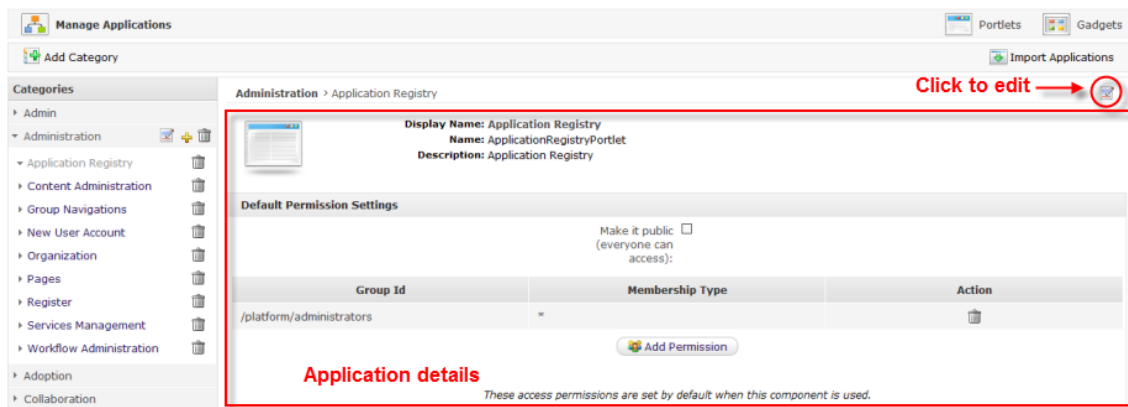 Manage Applications
Portlets
Gadgets
Add Category
Import Applications
Categories
Admin
Administration
Application Registry
Content Administration
Group Navigations
New User Account
Organization
Pages
Register
Services Management
Workflow Administration
Adoption
Collaboration
Administration > Application Registry
Click to edit
Display Name: Application Registry
Name: ApplicationRegistryPortlet
Description: Application Registry
Default Permission Settings
Make it public
(everyone can
access):
Group Id Membership Type Action
/platform/administrators *
Add Permission
Application details
These access permissions are set by default when this component is used.